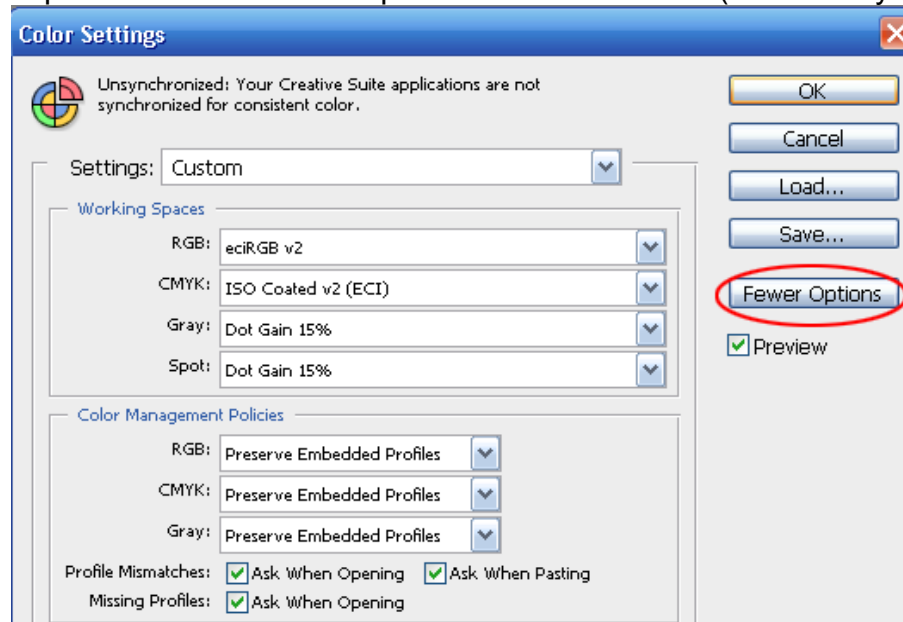 Color Settings
Unsynchronized: Your Creative Suite applications are not
synchronized for consistent color.
OK
Cancel
Load...
Save...
Fewer Options
Preview
Settings: Custom
Working Spaces
RGB: eciRGB v2
CMYK: ISO Coated v2 (ECI)
Gray: Dot Gain 15%
Spot: Dot Gain 15%
Color Management Policies
RGB: Preserve Embedded Profiles
CMYK: Preserve Embedded Profiles
Gray: Preserve Embedded Profiles
Profile Mismatches: Ask When Opening Ask When Pasting
Missing Profiles: Ask When Opening